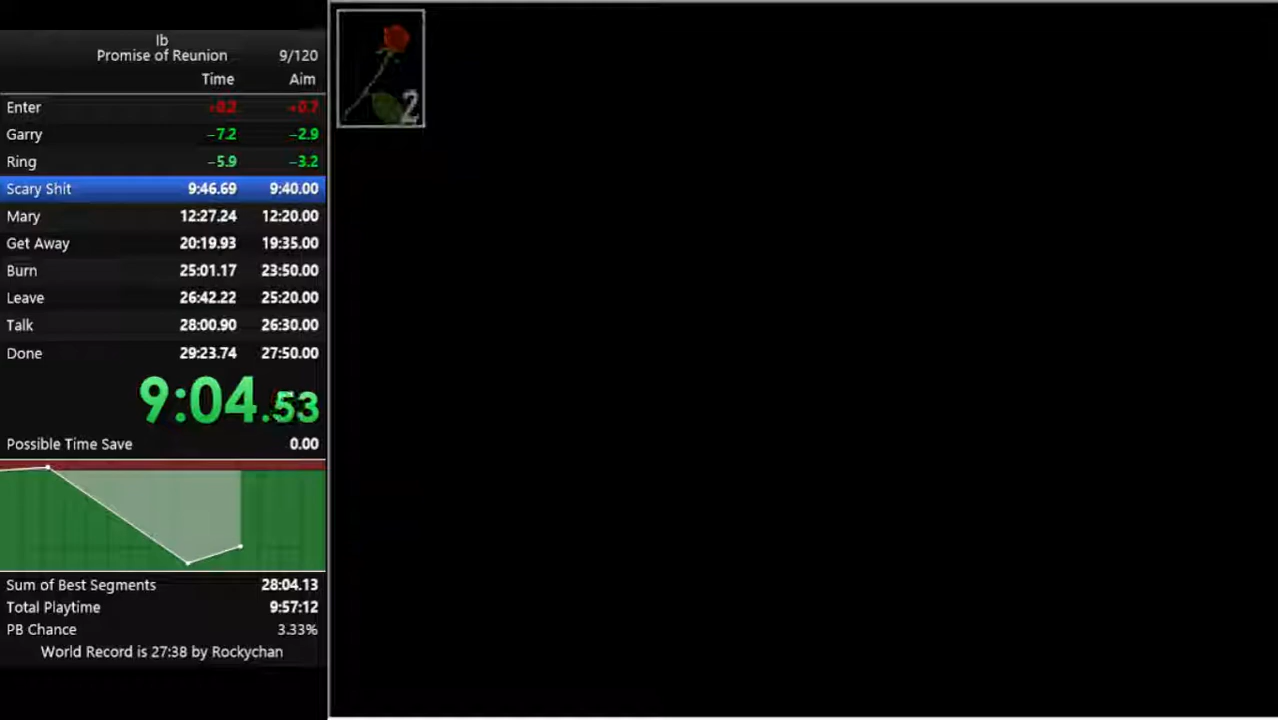 Ib
Promise of Reunion 9/120
Time Aim
Enter +0.2 +0.7
Garry −7.2 −2.9
Ring −5.9 −3.2
Scary Shit 9:46.69 9:40.00
Mary 12:27.24 12:20.00
Get Away 20:19.93 19:35.00
Burn 25:01.17 23:50.00
Leave 26:42.22 25:20.00
Talk 28:00.90 26:30.00
Done 29:23.74 27:50.00
9:04.53
Possible Time Save 0.00
Sum of Best Segments 28:04.13
Total Playtime 9:57:12
PB Chance 3.33%
World Record is 27:38 by Rockychan
2